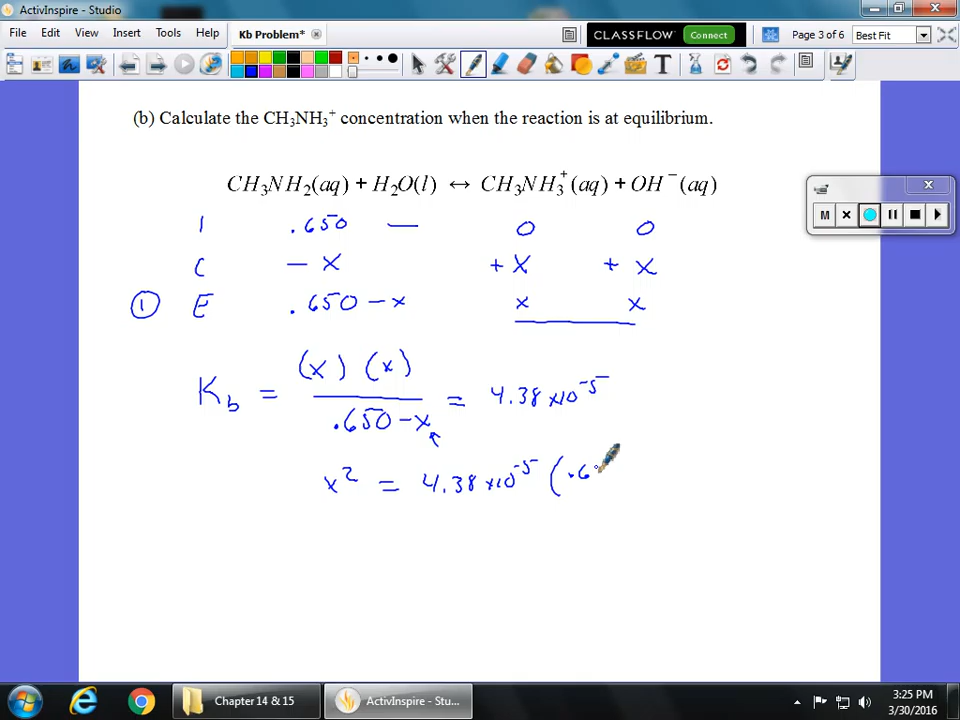 ActivInspire - Studio
File Edit View Insert Tools Help Kb Problem* CLASSFLOW Connect Page 3 of 6 Best Fit
(b) Calculate the CH₃NH₃⁺ concentration when the reaction is at equilibrium.
CH₃NH₂(aq) + H₂O(l) ↔ CH₃NH₃⁺(aq) + OH⁻(aq)
I .650 — 0 0
C - x + x + x
① E .650 - x x x
K_b = (x) (x) / .650 - x = 4.38 x10⁻⁵
x² = 4.38 x10⁻⁵ (.6
M
Chapter 14 & 15 ActivInspire - Stu... 3:25 PM
3/30/2016